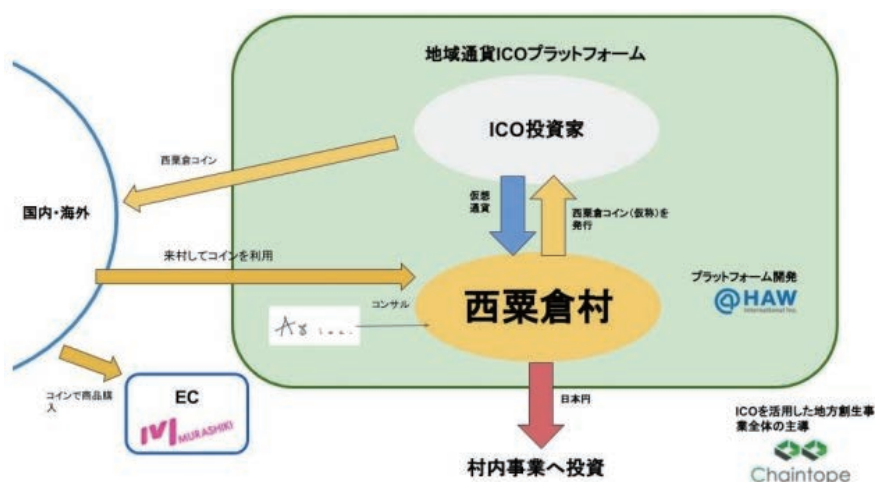 地域通貨ICOプラットフォーム
ICO投資家
西粟倉コイン
国内・海外
仮想
通貨
西粟倉コイン(仮称)を
発行
来村してコインを利用
プラットフォーム開発
@HAW
International Inc.
コンサル
西粟倉村
コインで商品購
入
EC
MURASHIKI
日本円
村内事業へ投資
ICOを活用した地方創生事
業全体の主導
Chaintope